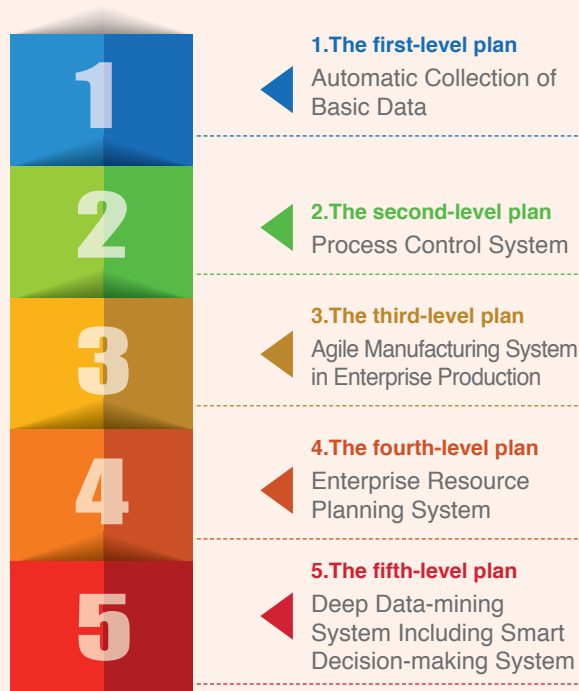 1
1.The first-level plan
Automatic Collection of
Basic Data
2
2.The second-level plan
Process Control System
3
3.The third-level plan
Agile Manufacturing System
in Enterprise Production
4
4.The fourth-level plan
Enterprise Resource
Planning System
5
5.The fifth-level plan
Deep Data-mining
System Including Smart
Decision-making System